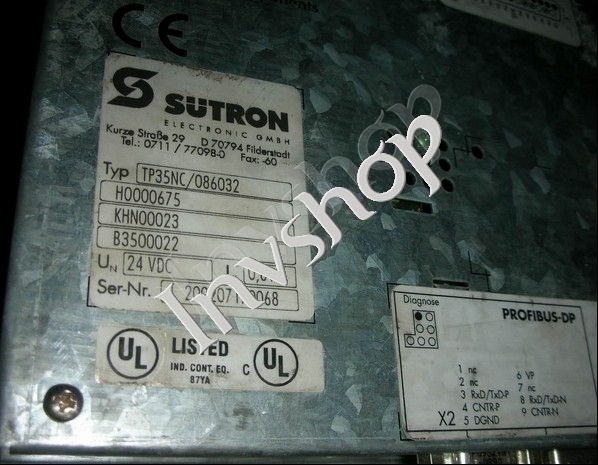 CE
SÜTRON
ELECTRONIC GMBH
Kurze Straße 29 D 70794 Filderstadt
Tel.: 0711 / 77098-0 Fax: -60
Typ TP35NC/086032
H0000675
KHN00023
B3500022
UN 24 VDC I
Ser-Nr.
UL LISTED C UL
IND. CONT. EQ.
87YA
Invshop
Diagnose
PROFIBUS-DP
1 nc 6 VP
2 nc 7 nc
3 RxD/TxD-P 8 RxD/TxD-N
4 CNTR-P 9 CNTR-N
X2 5 DGND